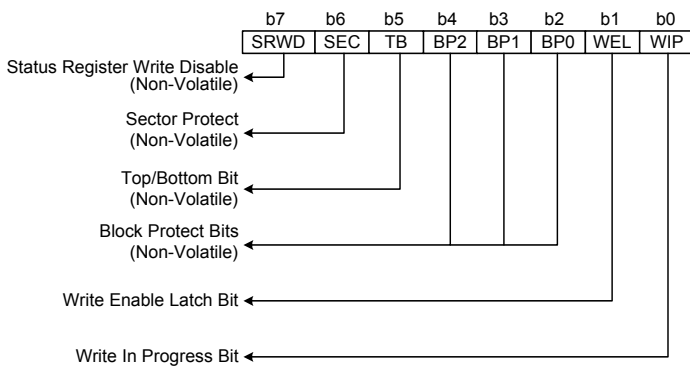 b7 b6 b5 b4 b3 b2 b1 b0
SRWD SEC TB BP2 BP1 BP0 WEL WIP
Status Register Write Disable
(Non-Volatile)
Sector Protect
(Non-Volatile)
Top/Bottom Bit
(Non-Volatile)
Block Protect Bits
(Non-Volatile)
Write Enable Latch Bit
Write In Progress Bit